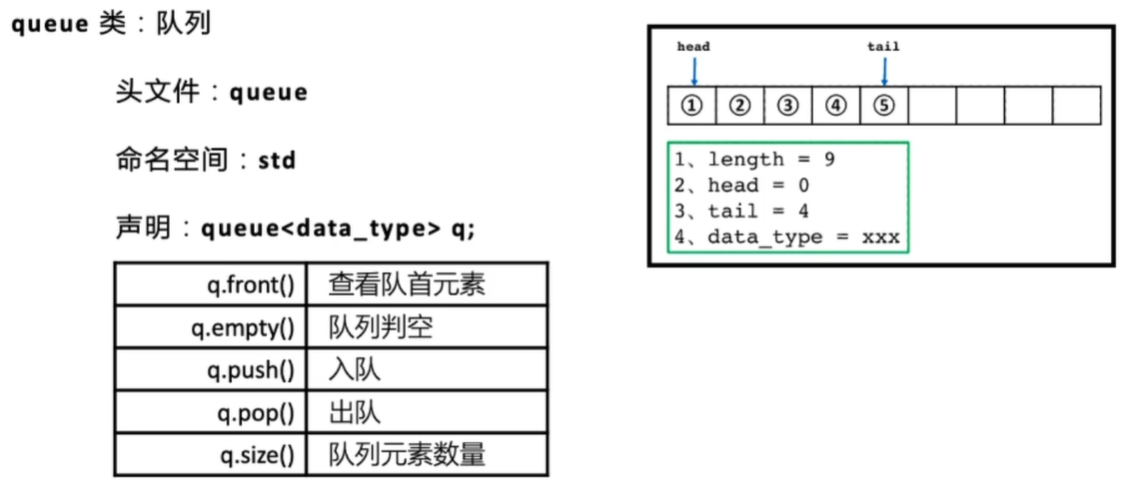 queue 类：队列
头文件：queue
命名空间：std
声明：queue<data_type> q;
q.front() 查看队首元素
q.empty() 队列判空
q.push() 入队
q.pop() 出队
q.size() 队列元素数量
head tail
① ② ③ ④ ⑤
1、length = 9
2、head = 0
3、tail = 4
4、data_type = xxx